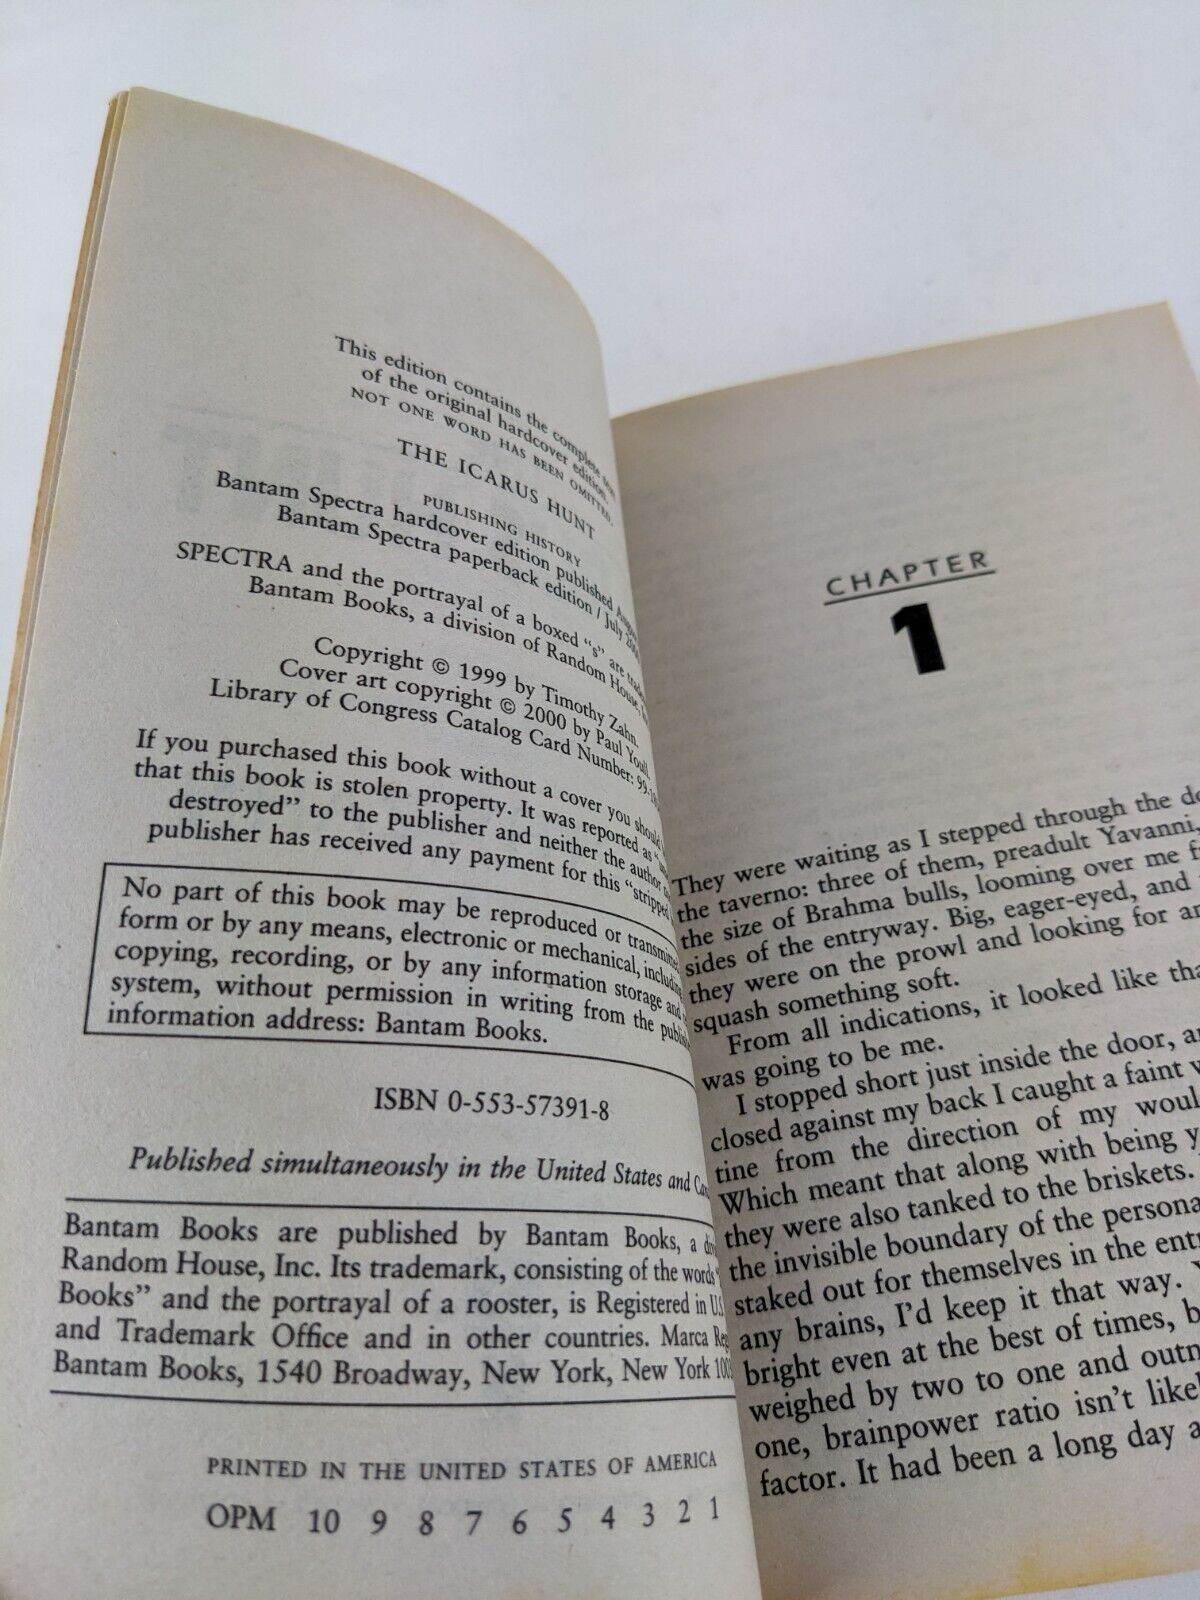 This edition contains the complete text
of the original hardcover edition.
NOT ONE WORD HAS BEEN OMITTED.
THE ICARUS HUNT
PUBLISHING HISTORY
Bantam Spectra hardcover edition published Augus
Bantam Spectra paperback edition / July 200
SPECTRA and the portrayal of a boxed "s" are trade
Bantam Books, a division of Random House,
Copyright © 1999 by Timothy Zahn.
Cover art copyright © 2000 by Paul Youll.
Library of Congress Catalog Card Number: 99-
If you purchased this book without a cover you should
that this book is stolen property. It was reported as "
destroyed" to the publisher and neither the author
publisher has received any payment for this "stripped
No part of this book may be reproduced or transmitted
form or by any means, electronic or mechanical, including
copying, recording, or by any information storage and
system, without permission in writing from the publis
information address: Bantam Books.
ISBN 0-553-57391-8
Published simultaneously in the United States and Ca
Bantam Books are published by Bantam Books, a div
Random House, Inc. Its trademark, consisting of the words "
Books" and the portrayal of a rooster, is Registered in U.S.
and Trademark Office and in other countries. Marca Reg
Bantam Books, 1540 Broadway, New York, New York 100
PRINTED IN THE UNITED STATES OF AMERICA
OPM 10 9 8 7 6 5 4 3 2 1
CHAPTER
1
They were waiting as I stepped through the do
the taverno: three of them, preadult Yavanni,
the size of Brahma bulls, looming over me f
sides of the entryway. Big, eager-eyed, and
they were on the prowl and looking for an
squash something soft.
From all indications, it looked like tha
was going to be me.
I stopped short just inside the door, a
closed against my back I caught a faint w
tine from the direction of my woul
Which meant that along with being y
they were also tanked to the briskets.
the invisible boundary of the persona
staked out for themselves in the entr
any brains, I'd keep it that way. Y
bright even at the best of times, b
weighed by two to one and outn
one, brainpower ratio isn't likel
factor. It had been a long day a